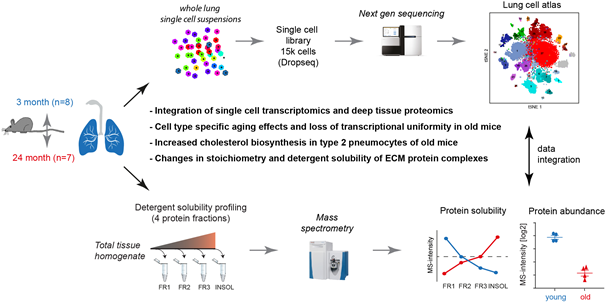 whole lung
single cell suspensions
Single cell
library
15k cells
(Dropseq)
Next gen sequencing
Lung cell atlas
tSNE 2
tSNE 1
3 month (n=8)
24 month (n=7)
- Integration of single cell transcriptomics and deep tissue proteomics
- Cell type specific aging effects and loss of transcriptional uniformity in old mice
- Increased cholesterol biosynthesis in type 2 pneumocytes of old mice
- Changes in stoichiometry and detergent solubility of ECM protein complexes
data
integration
Detergent solubility profiling
(4 protein fractions)
Total tissue
homogenate
FR1 FR2 FR3 INSOL
Mass
spectrometry
Protein solubility
MS-intensity
FR1 FR2 FR3 INSOL
Protein abundance
MS-intensity [log2]
young old